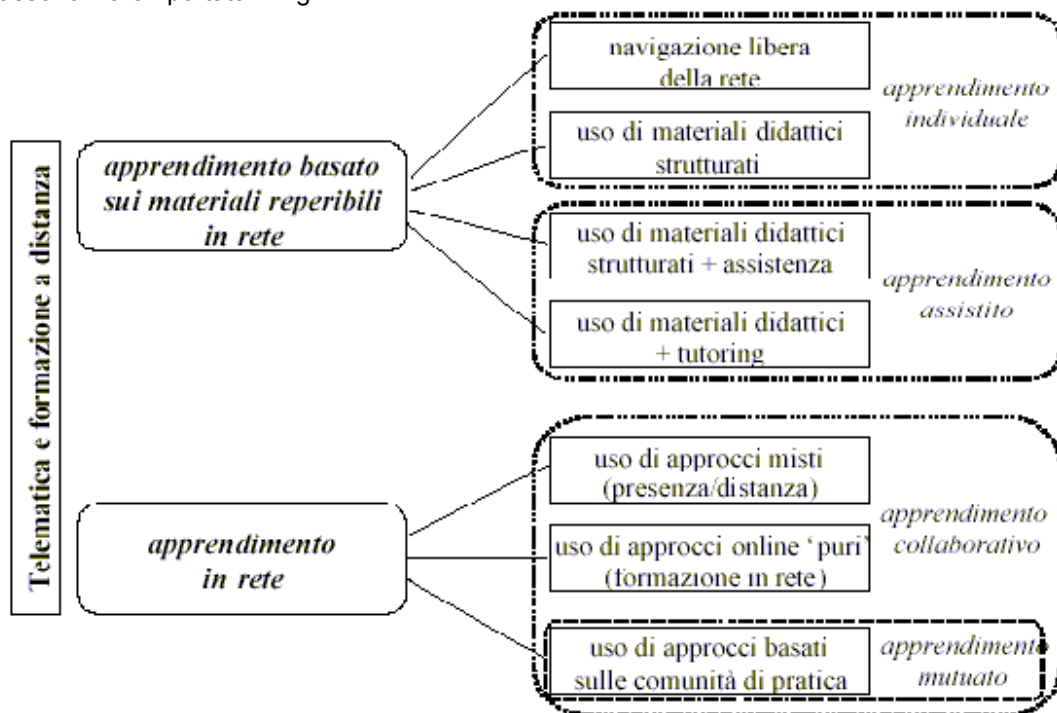 Telematica e formazione a distanza
apprendimento basato
sui materiali reperibili
in rete
navigazione libera
della rete
uso di materiali didattici
strutturati
apprendimento
individuale
uso di materiali didattici
strutturati + assistenza
uso di materiali didattici
+ tutoring
apprendimento
assistito
apprendimento
in rete
uso di approcci misti
(presenza/distanza)
uso di approcci online ‘puri’
(formazione in rete)
apprendimento
collaborativo
uso di approcci basati
sulle comunità di pratica
apprendimento
mutuato